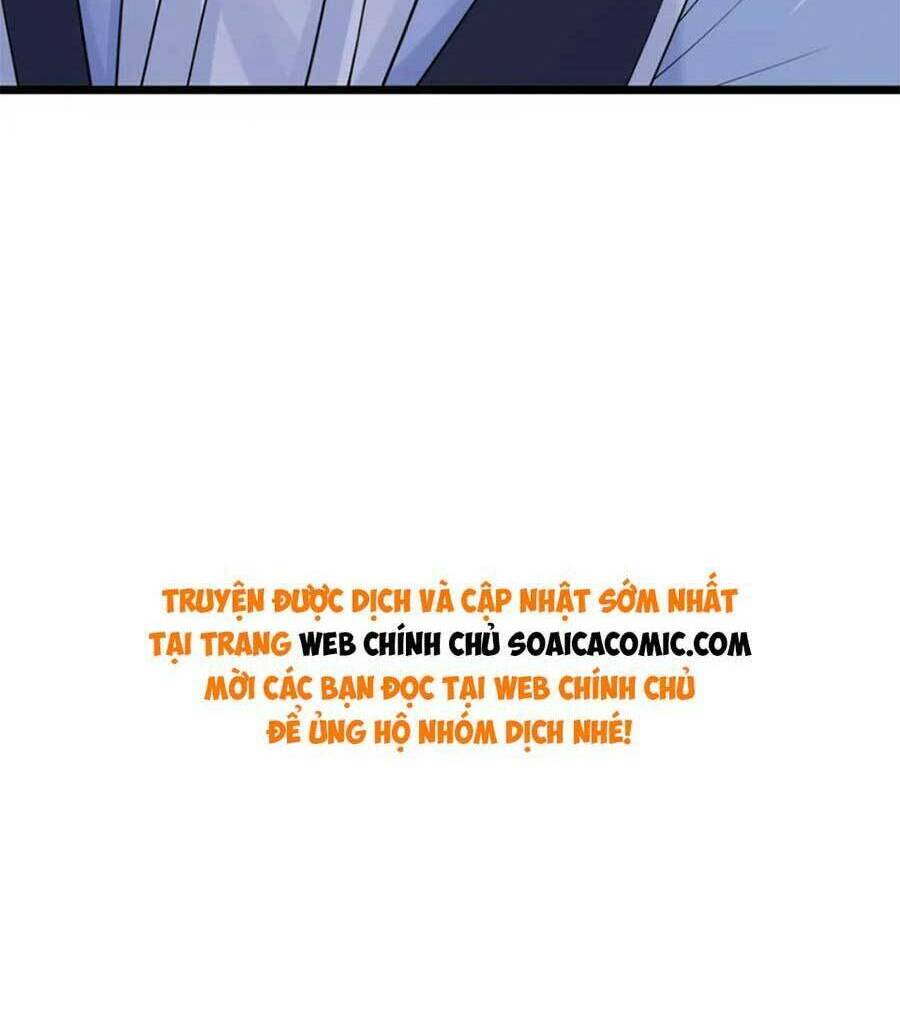 TRUYỆN ĐƯỢC DỊCH VÀ CẬP NHẬT SỚM NHẤT
TẠI TRANG WEB CHÍNH CHỦ SOAICACOMIC.COM
MỜI CÁC BẠN ĐỌC TẠI WEB CHÍNH CHỦ
ĐỂ ỦNG HỘ NHÓM DỊCH NHÉ!